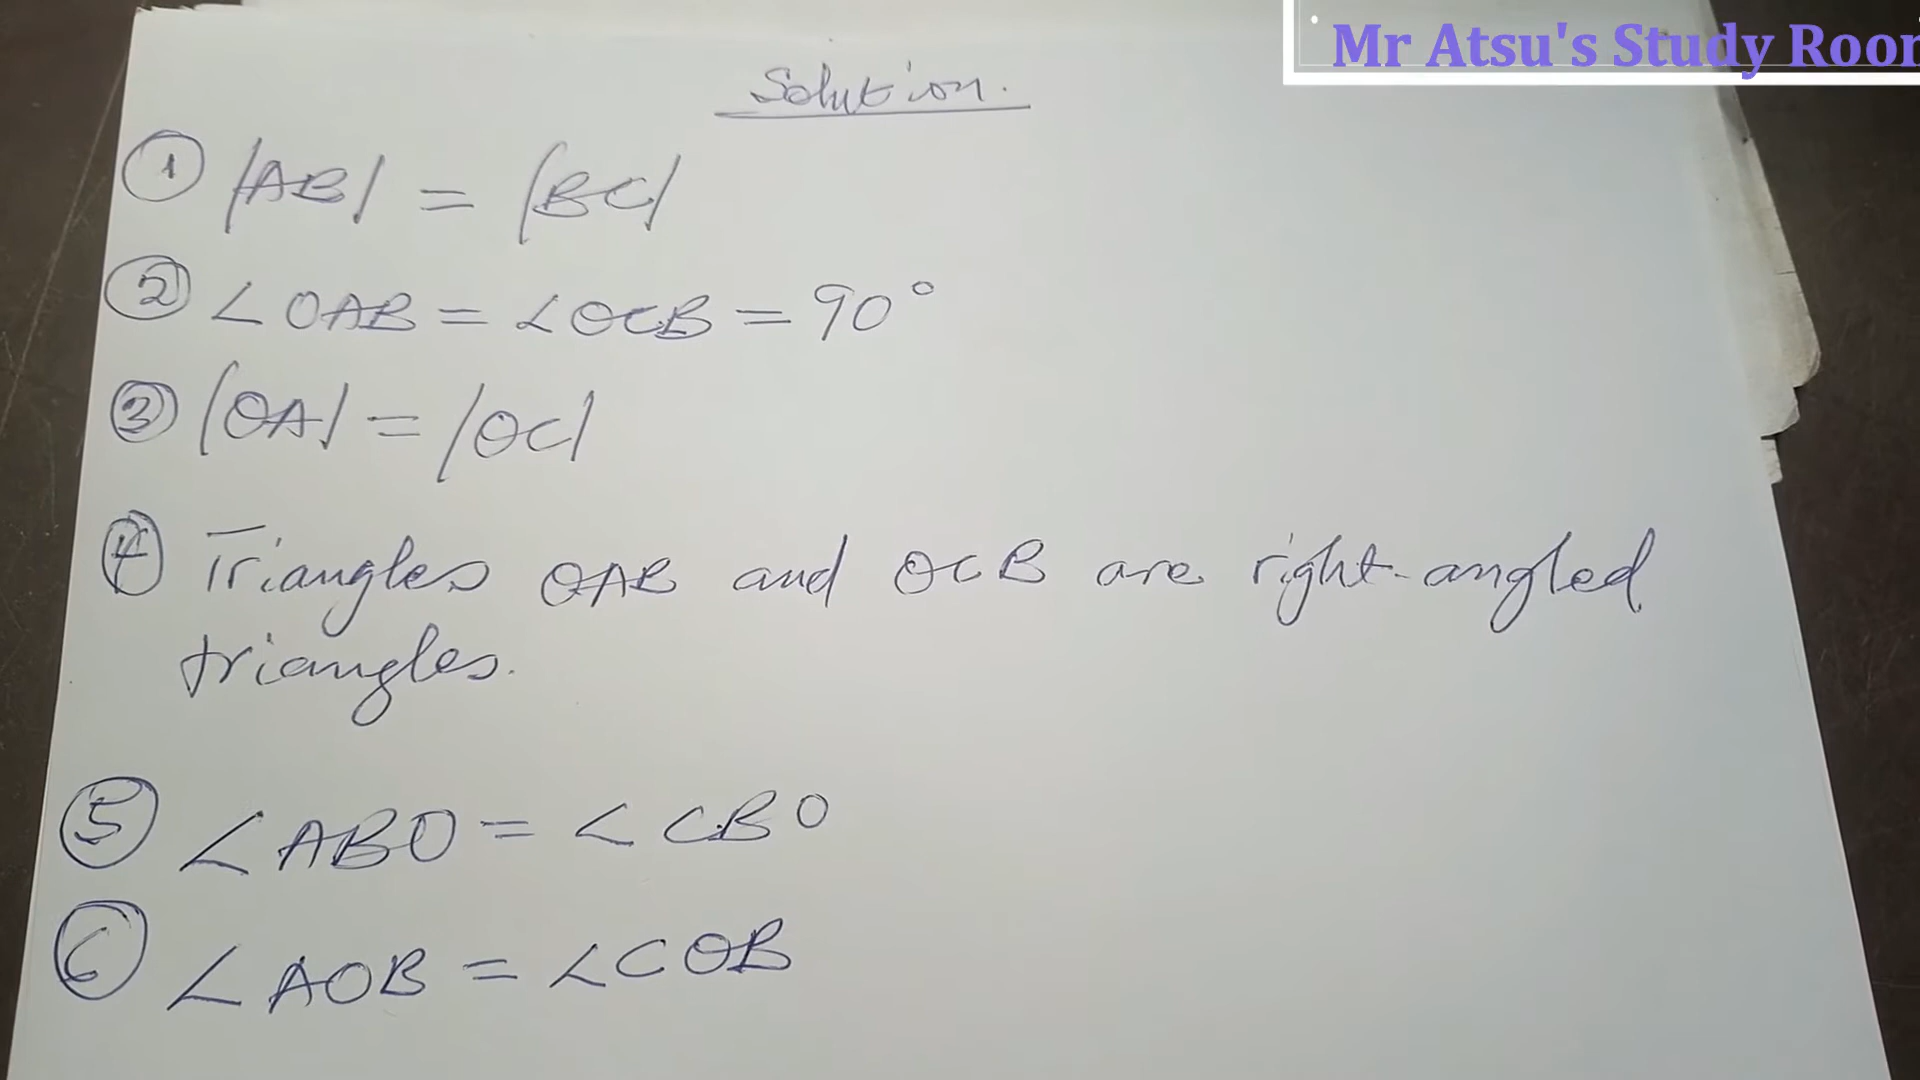 Mr Atsu's Study Roon
Solution.
① |AB| = |BC|
② ∠OAB = ∠OCB = 90°
③ |OA| = |OC|
④ Triangles OAB and OCB are right-angled
triangles.
⑤ ∠ABO = ∠CBO
⑥ ∠AOB = ∠COB